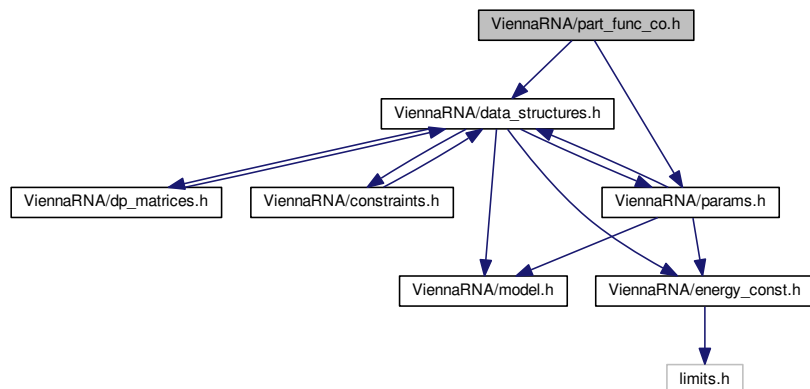 ViennaRNA/part_func_co.h
ViennaRNA/data_structures.h
ViennaRNA/dp_matrices.h
ViennaRNA/constraints.h
ViennaRNA/params.h
ViennaRNA/model.h
ViennaRNA/energy_const.h
limits.h